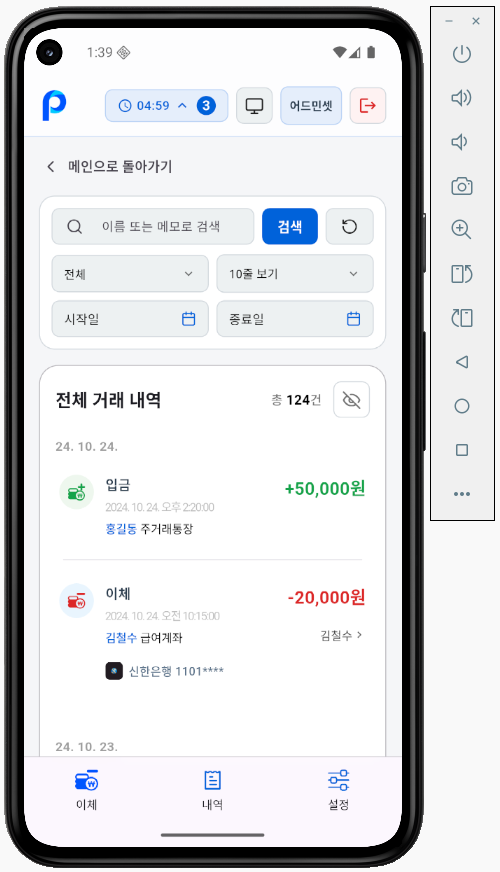 1:39
04:59 3 어드민셋
메인으로 돌아가기
이름 또는 메모로 검색 검색
전체 10줄 보기
시작일 종료일
전체 거래 내역 총 124건
24. 10. 24.
입금 +50,000원
2024. 10. 24. 오후 2:20:00
홍길동 주거래통장
이체 -20,000원
2024. 10. 24. 오전 10:15:00
김철수 급여계좌 김철수 >
신한은행 1101****
24. 10. 23.
이체 내역 설정